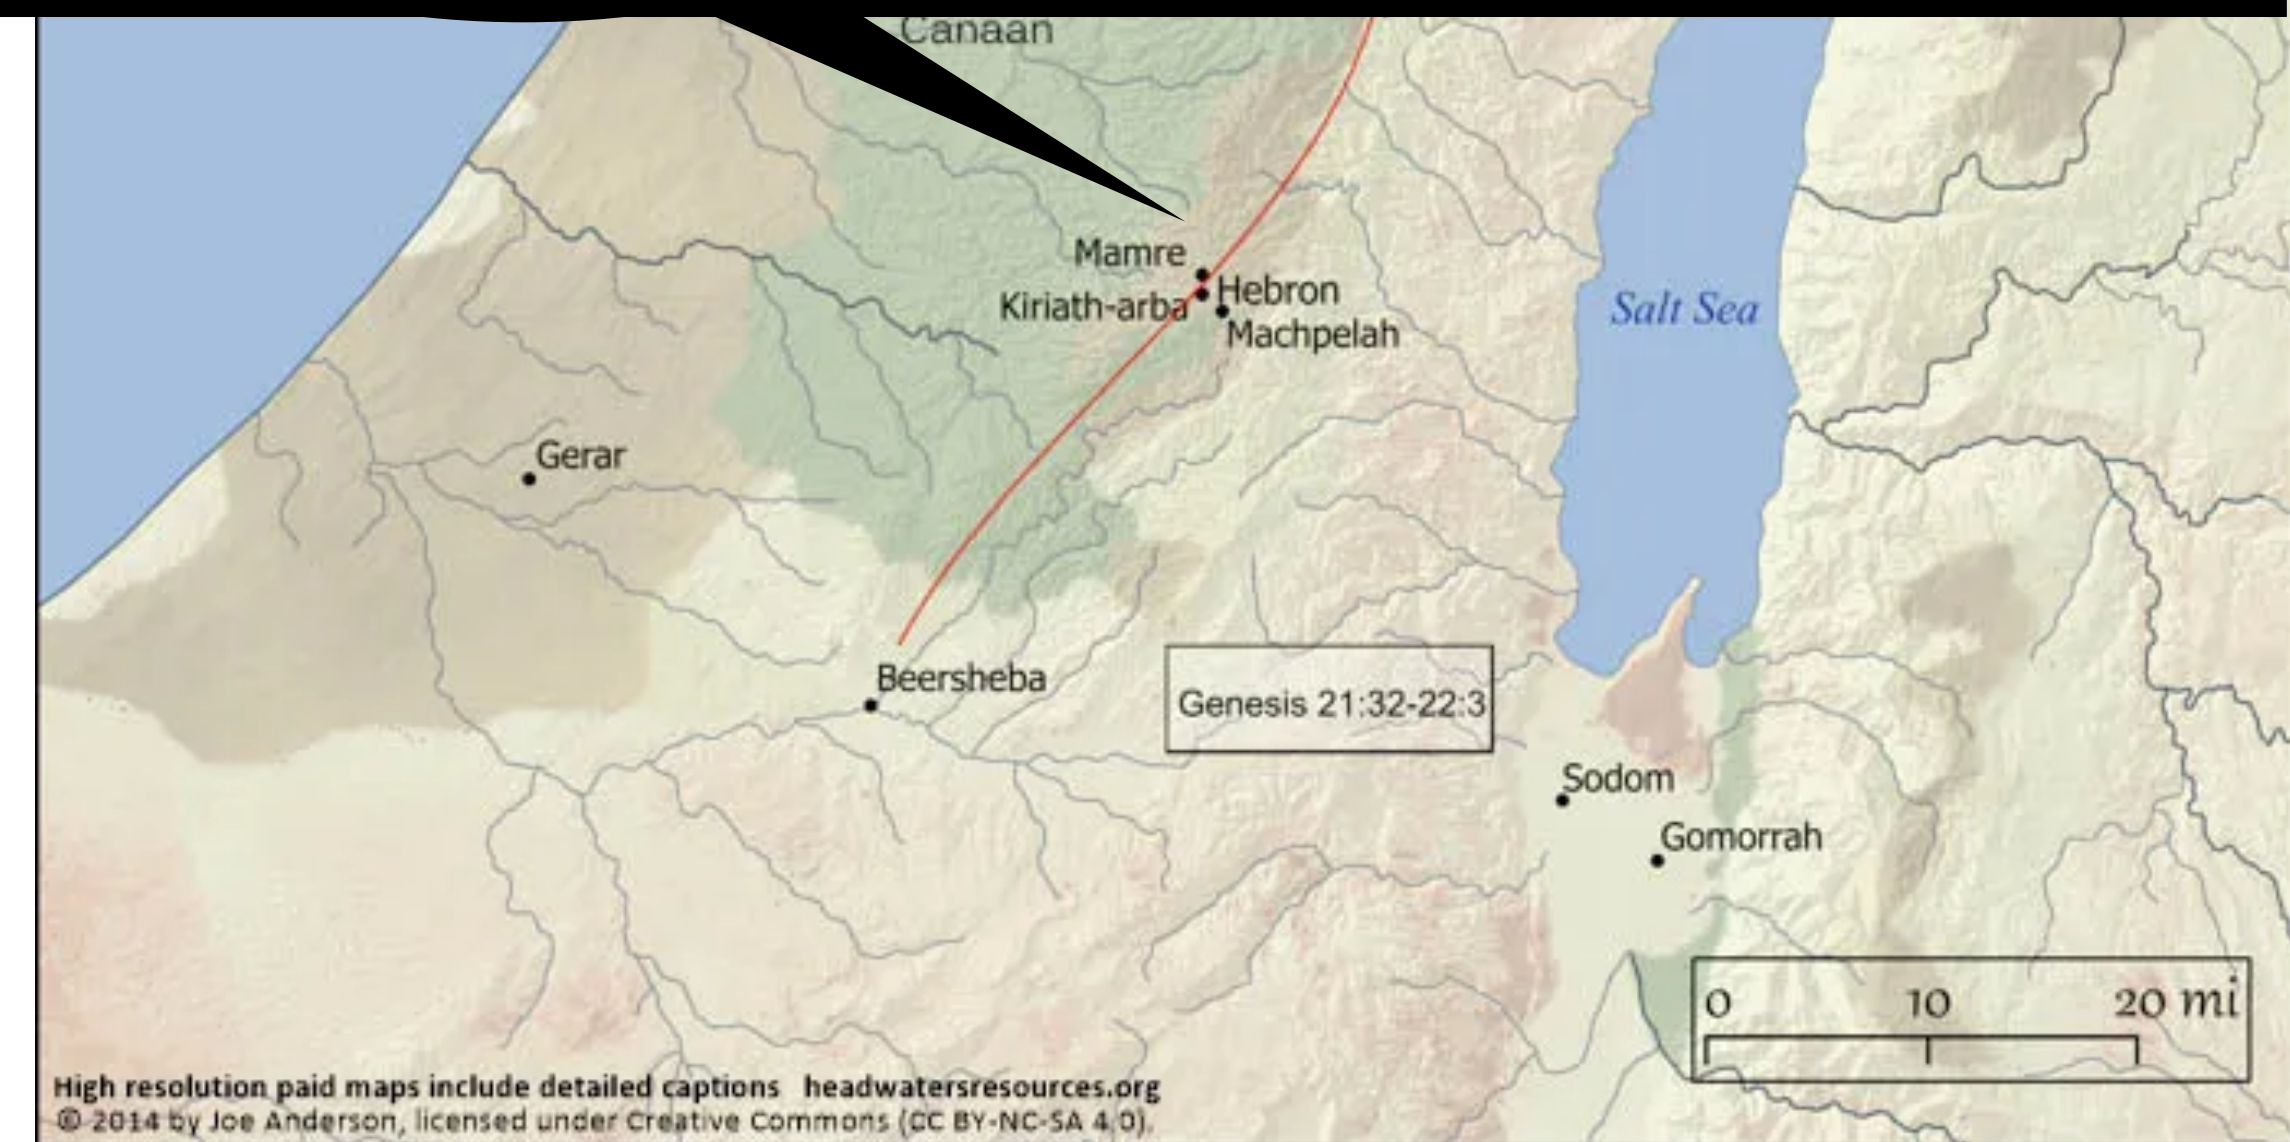 Canaan
Mamre
Kiriath-arba
Hebron
Machpelah
Salt Sea
Gerar
Beersheba
Genesis 21:32-22:3
Sodom
Gomorrah
0 10 20 mi
High resolution paid maps include detailed captions headwatersresources.org
© 2014 by Joe Anderson, licensed under Creative Commons (CC BY-NC-SA 4.0).